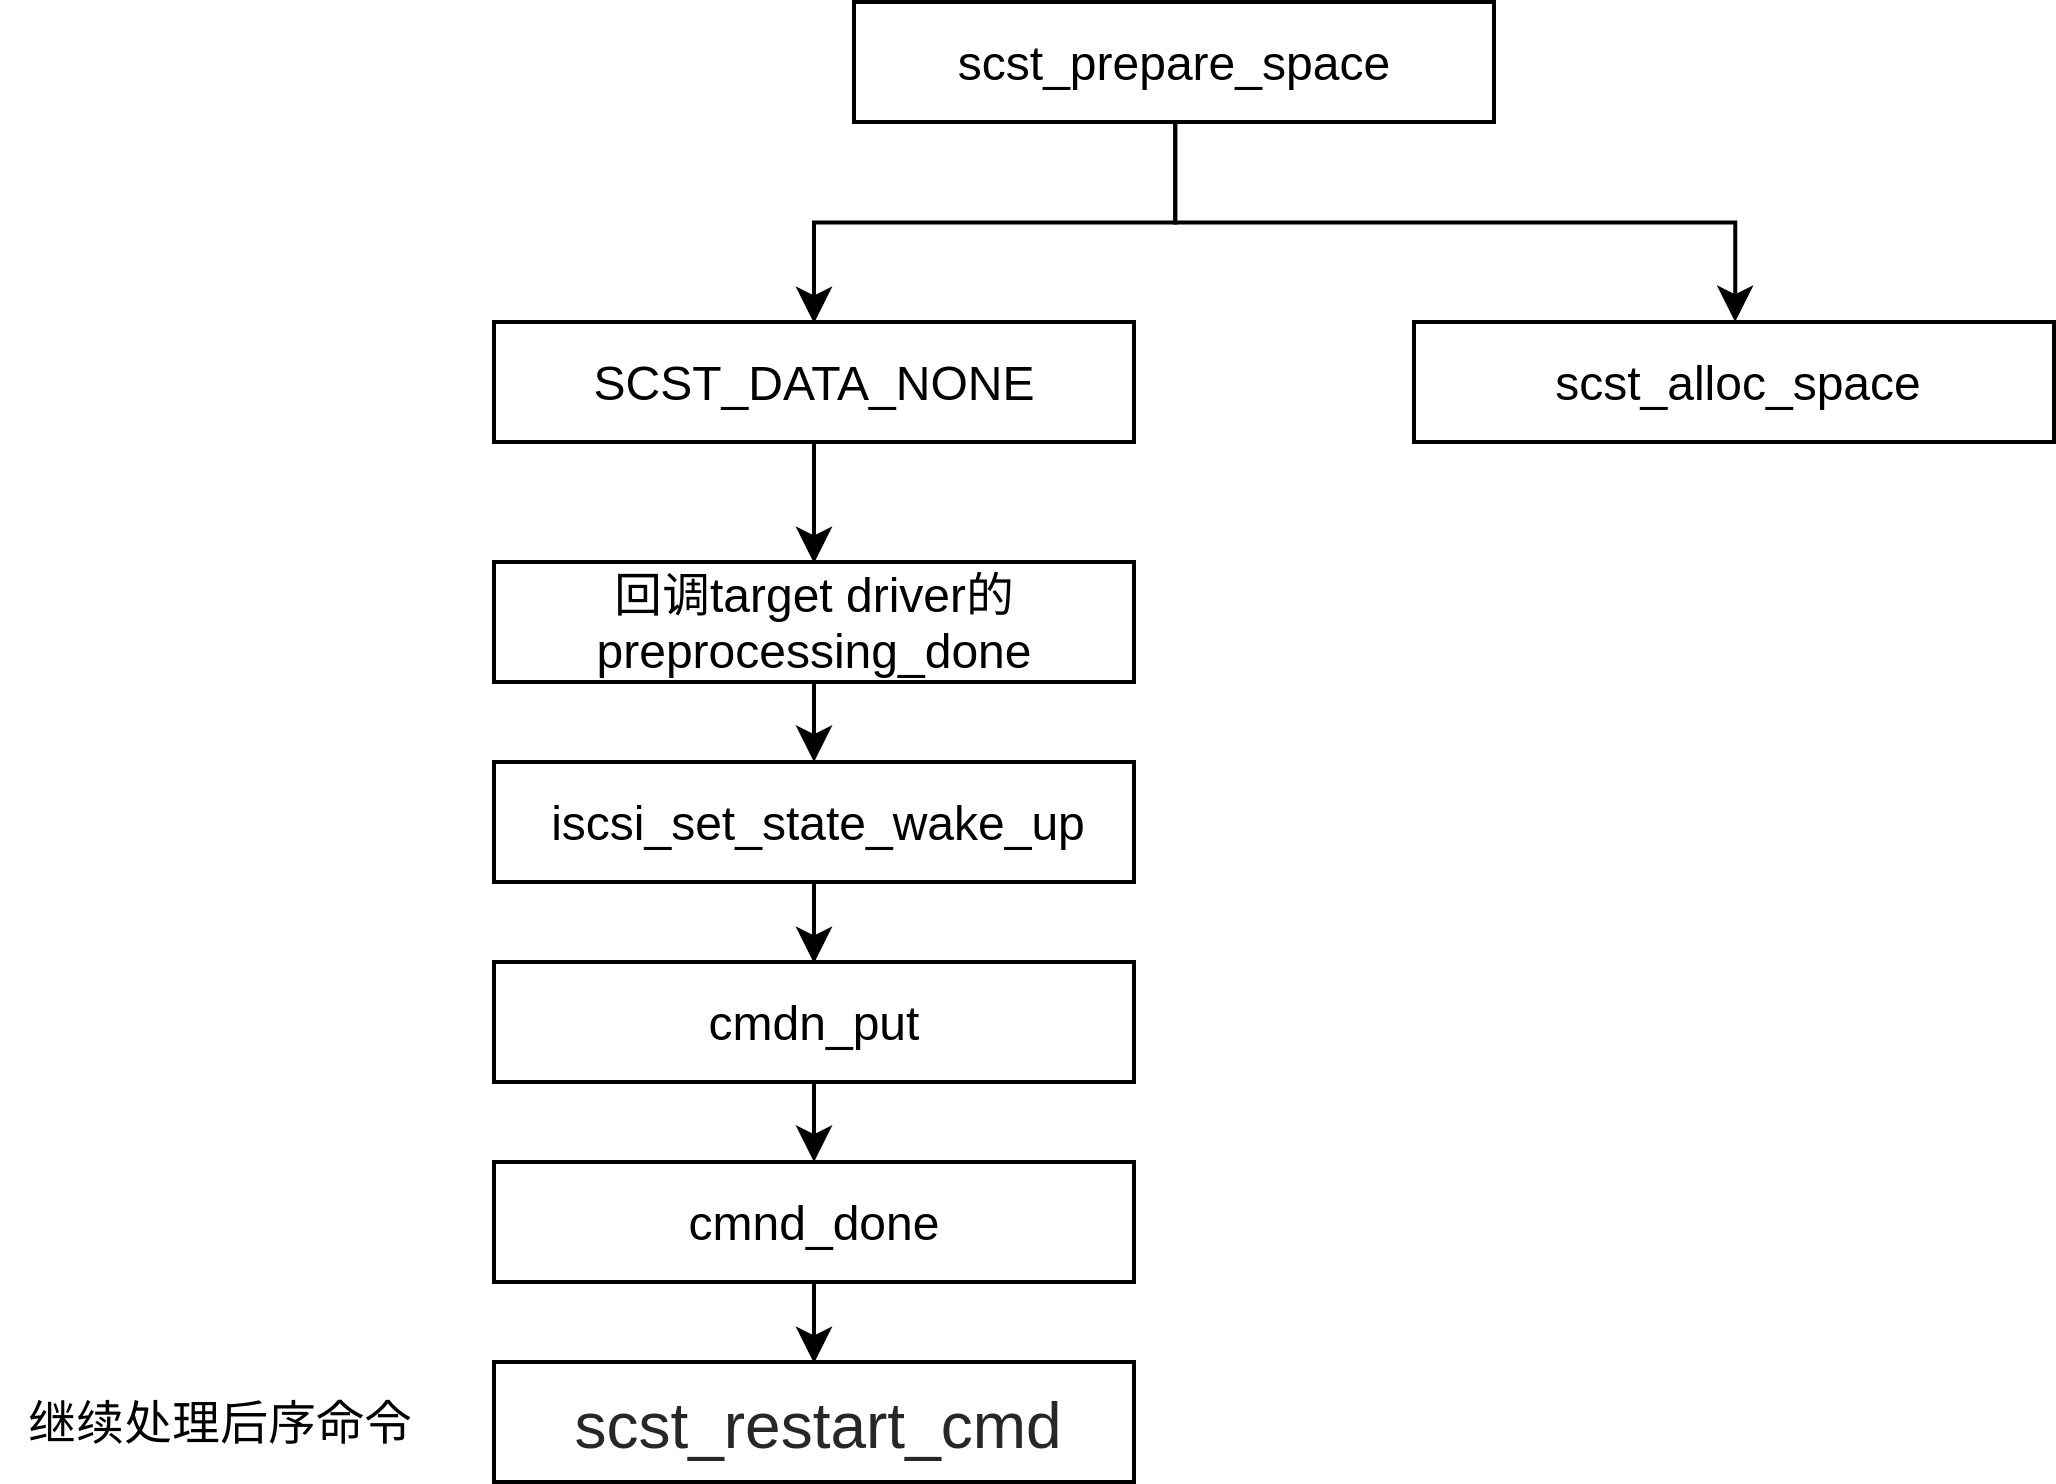 scst_prepare_space
SCST_DATA_NONE
scst_alloc_space
回调target driver的
preprocessing_done
iscsi_set_state_wake_up
cmdn_put
cmnd_done
继续处理后序命令
scst_restart_cmd